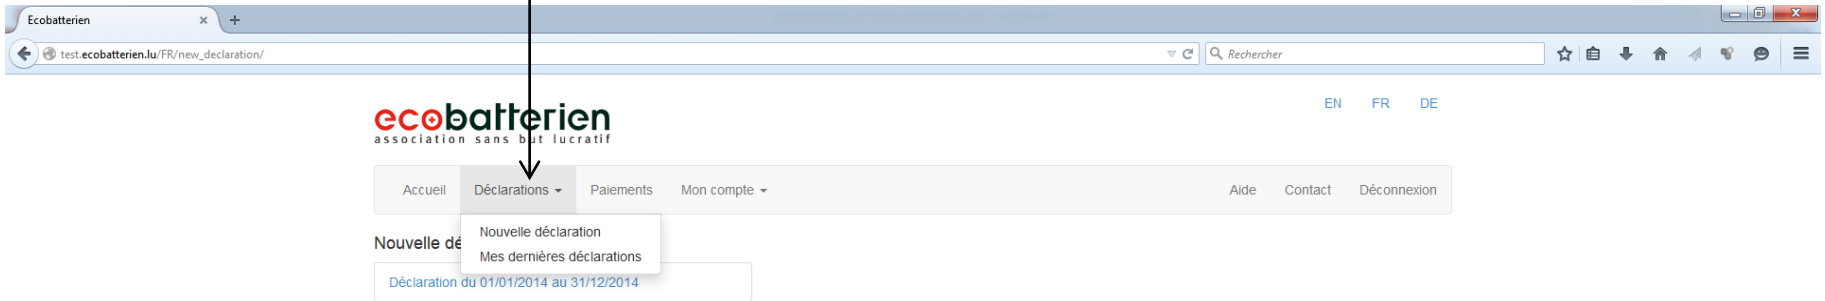 Ecobatterien
test.ecobatterien.lu/FR/new_declaration/
Rechercher
ecobatterien
association sans but lucratif
EN FR DE
Accueil Déclarations Paiements Mon compte Aide Contact Déconnexion
Nouvelle déclaration
Mes dernières déclarations
Nouvelle dé
Déclaration du 01/01/2014 au 31/12/2014